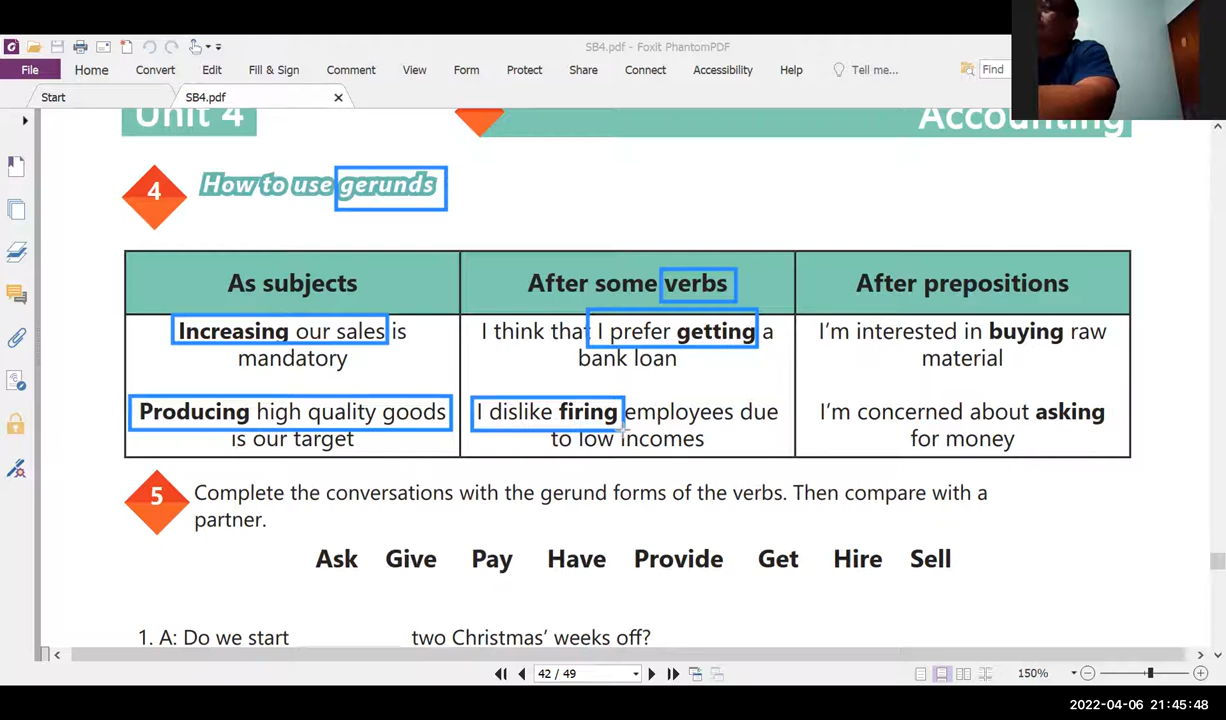 SB4.pdf - Foxit PhantomPDF
File Home Convert Edit Fill & Sign Comment View Form Protect Share Connect Accessibility Help Tell me... Find
Start SB4.pdf
Unit 4 Accounting
4 How to use gerunds
As subjects After some verbs After prepositions
Increasing our sales is I think that I prefer getting a I'm interested in buying raw
mandatory bank loan material
Producing high quality goods I dislike firing employees due I'm concerned about asking
is our target to low incomes for money
5 Complete the conversations with the gerund forms of the verbs. Then compare with a
partner.
Ask Give Pay Have Provide Get Hire Sell
1. A: Do we start ________ two Christmas' weeks off?
42 / 49 150%
2022-04-06 21:45:48